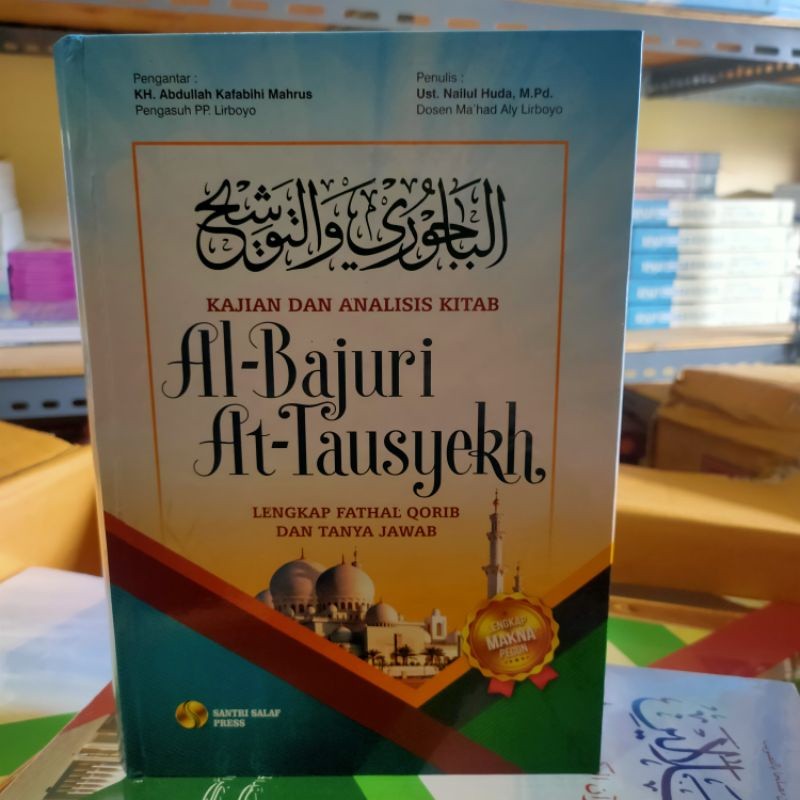 Pengantar :
KH. Abdullah Kafabihi Mahrus
Pengasuh PP. Lirboyo
Penulis :
Ust. Nailul Huda, M.Pd.
Dosen Ma'had Aly Lirboyo
الباجوري والتوشيح
KAJIAN DAN ANALISIS KITAB
Al-Bajuri
At-Tausyekh
LENGKAP FATHAL QORIB
DAN TANYA JAWAB
LENGKAP
MAKNA
PEGON
SANTRI SALAF
PRESS